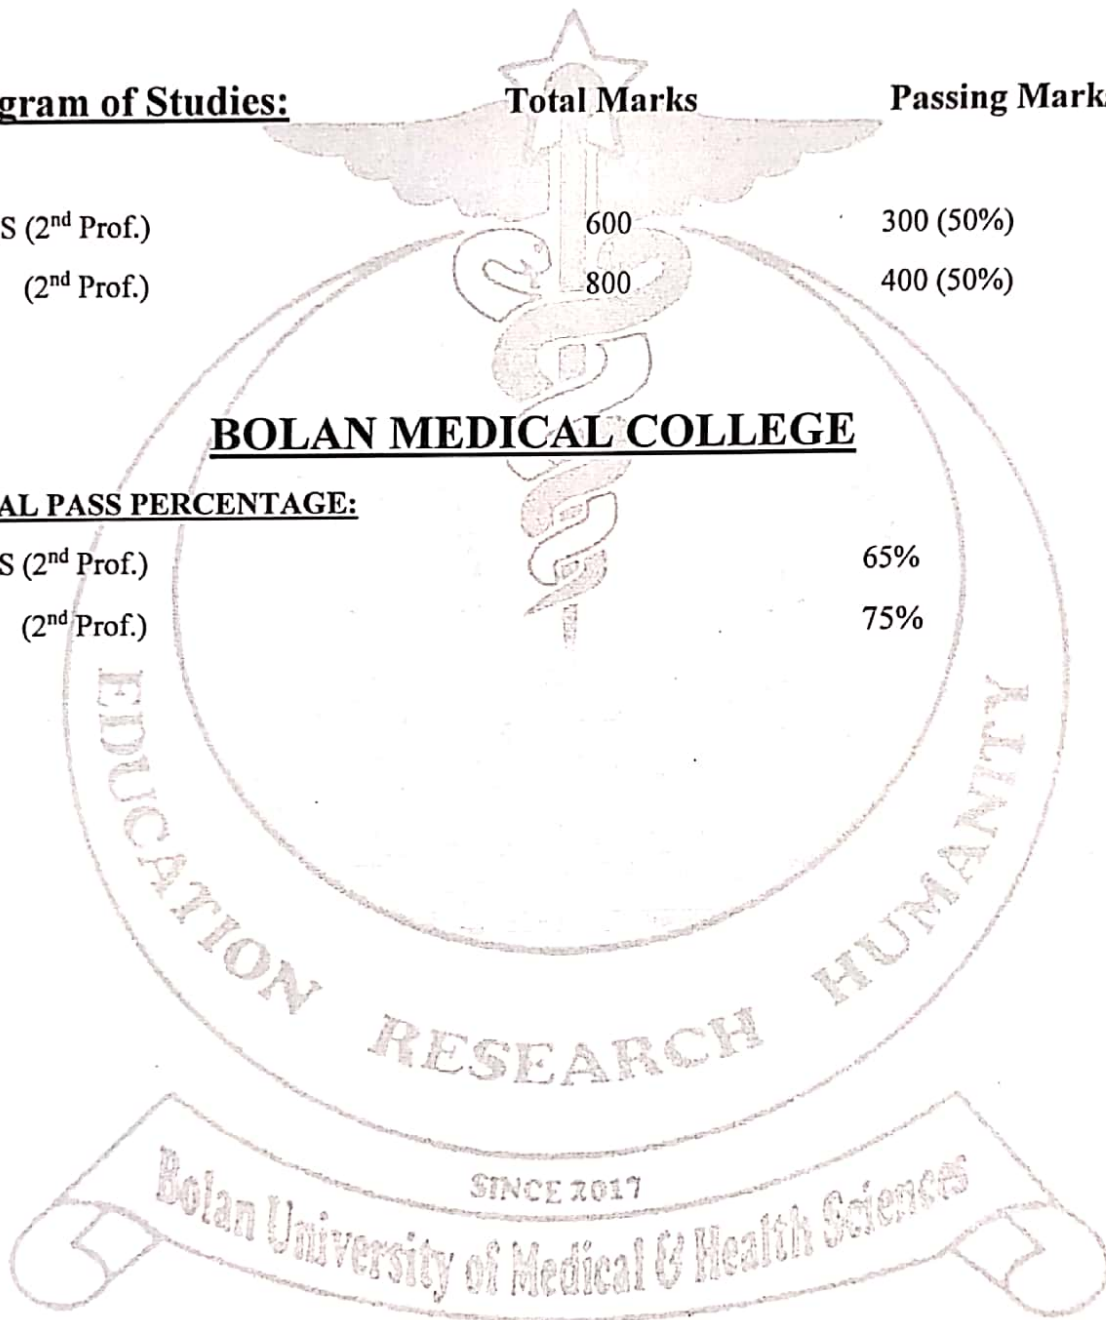 gram of Studies: Total Marks Passing Mark
S (2nd Prof.) 600 300 (50%)
(2nd Prof.) 800 400 (50%)
BOLAN MEDICAL COLLEGE
AL PASS PERCENTAGE:
S (2nd Prof.) 65%
(2nd Prof.) 75%
EDUCATION RESEARCH HUMANITY
SINCE 2017
Bolan University of Medical & Health Sciences